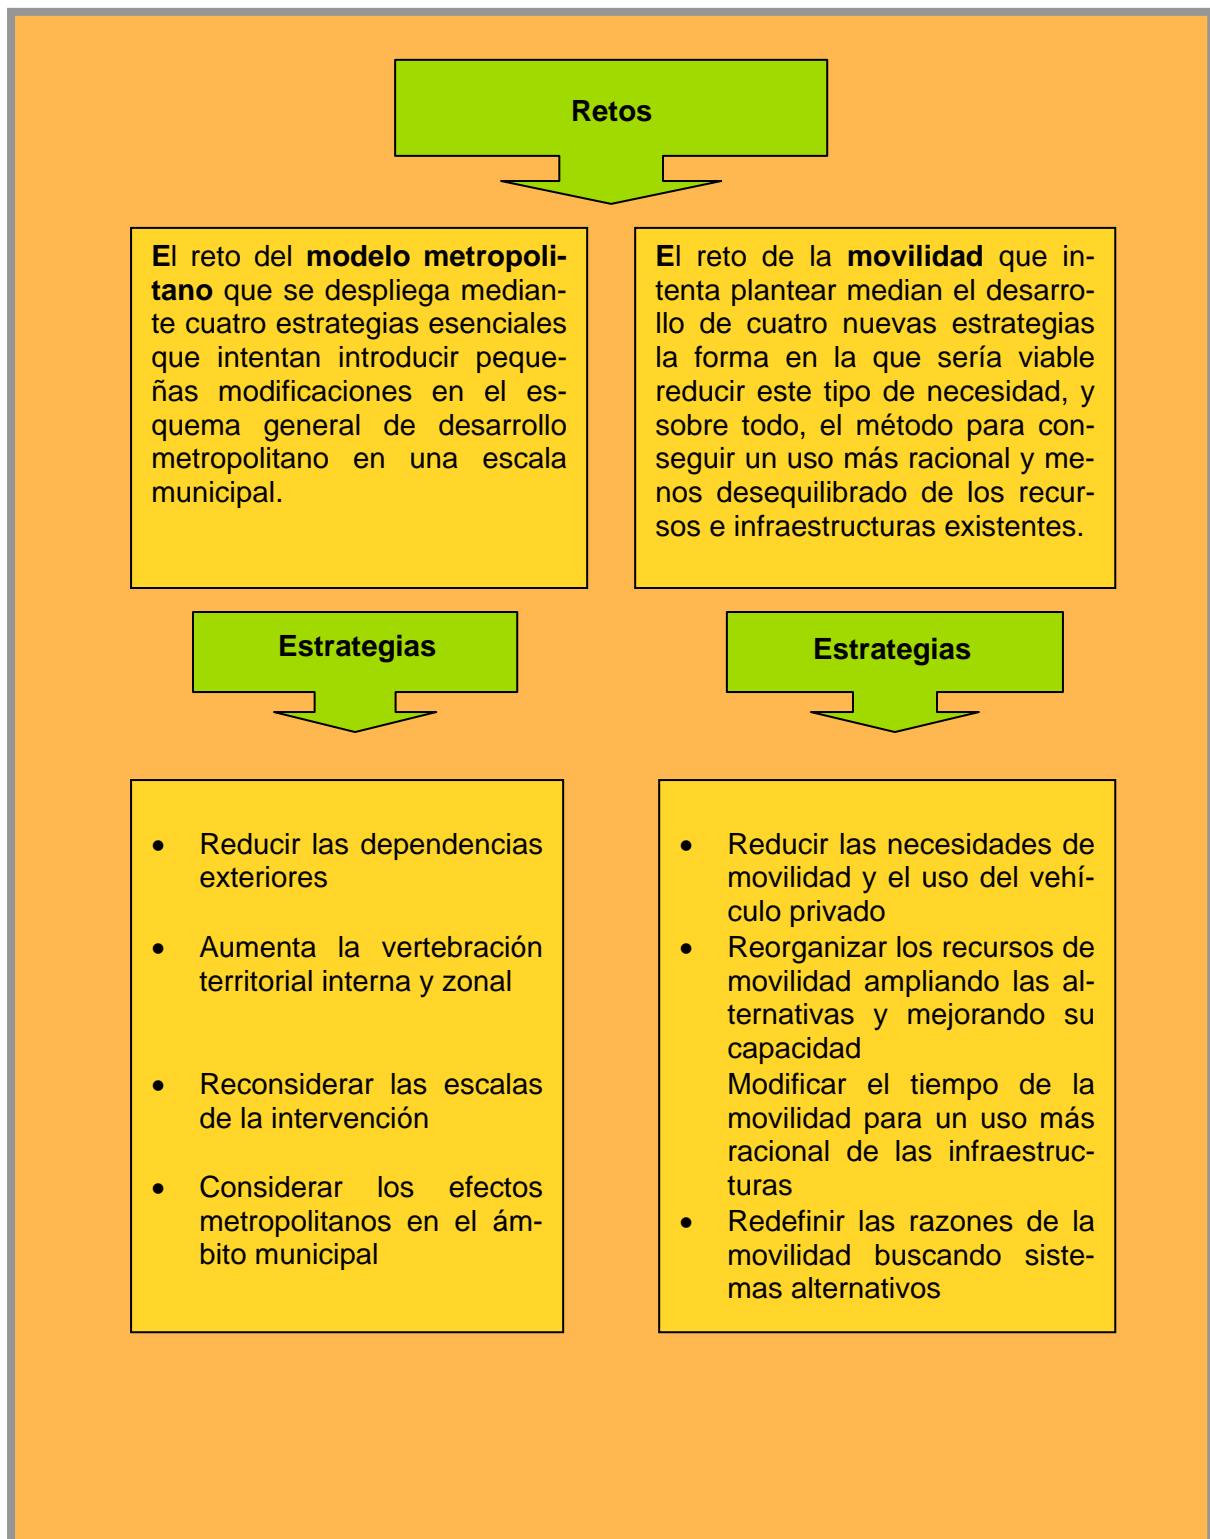 Retos
El reto del modelo metropoli-
tano que se despliega median-
te cuatro estrategias esenciales
que intentan introducir peque-
ñas modificaciones en el es-
quema general de desarrollo
metropolitano en una escala
municipal.
El reto de la movilidad que in-
tenta plantear median el desarro-
llo de cuatro nuevas estrategias
la forma en la que sería viable
reducir este tipo de necesidad, y
sobre todo, el método para con-
seguir un uso más racional y me-
nos desequilibrado de los recur-
sos e infraestructuras existentes.
Estrategias
• Reducir las dependencias
exteriores
• Aumenta la vertebración
territorial interna y zonal
• Reconsiderar las escalas
de la intervención
• Considerar los efectos
metropolitanos en el ám-
bito municipal
Estrategias
• Reducir las necesidades de
movilidad y el uso del vehí-
culo privado
• Reorganizar los recursos de
movilidad ampliando las al-
ternativas y mejorando su
capacidad
Modificar el tiempo de la
movilidad para un uso más
racional de las infraestruc-
turas
• Redefinir las razones de la
movilidad buscando siste-
mas alternativos